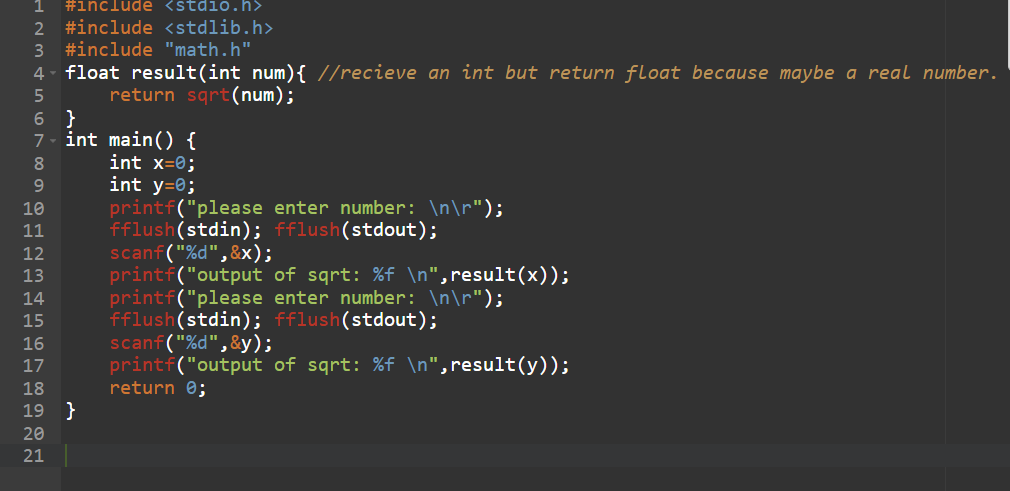 1 #include <stdio.h>
2 #include <stdlib.h>
3 #include "math.h"
4 float result(int num){ //recieve an int but return float because maybe a real number.
5     return sqrt(num);
6 }
7 int main() {
8     int x=0;
9     int y=0;
10     printf("please enter number: \n\r");
11     fflush(stdin); fflush(stdout);
12     scanf("%d",&x);
13     printf("output of sqrt: %f \n",result(x));
14     printf("please enter number: \n\r");
15     fflush(stdin); fflush(stdout);
16     scanf("%d",&y);
17     printf("output of sqrt: %f \n",result(y));
18     return 0;
19 }
20
21